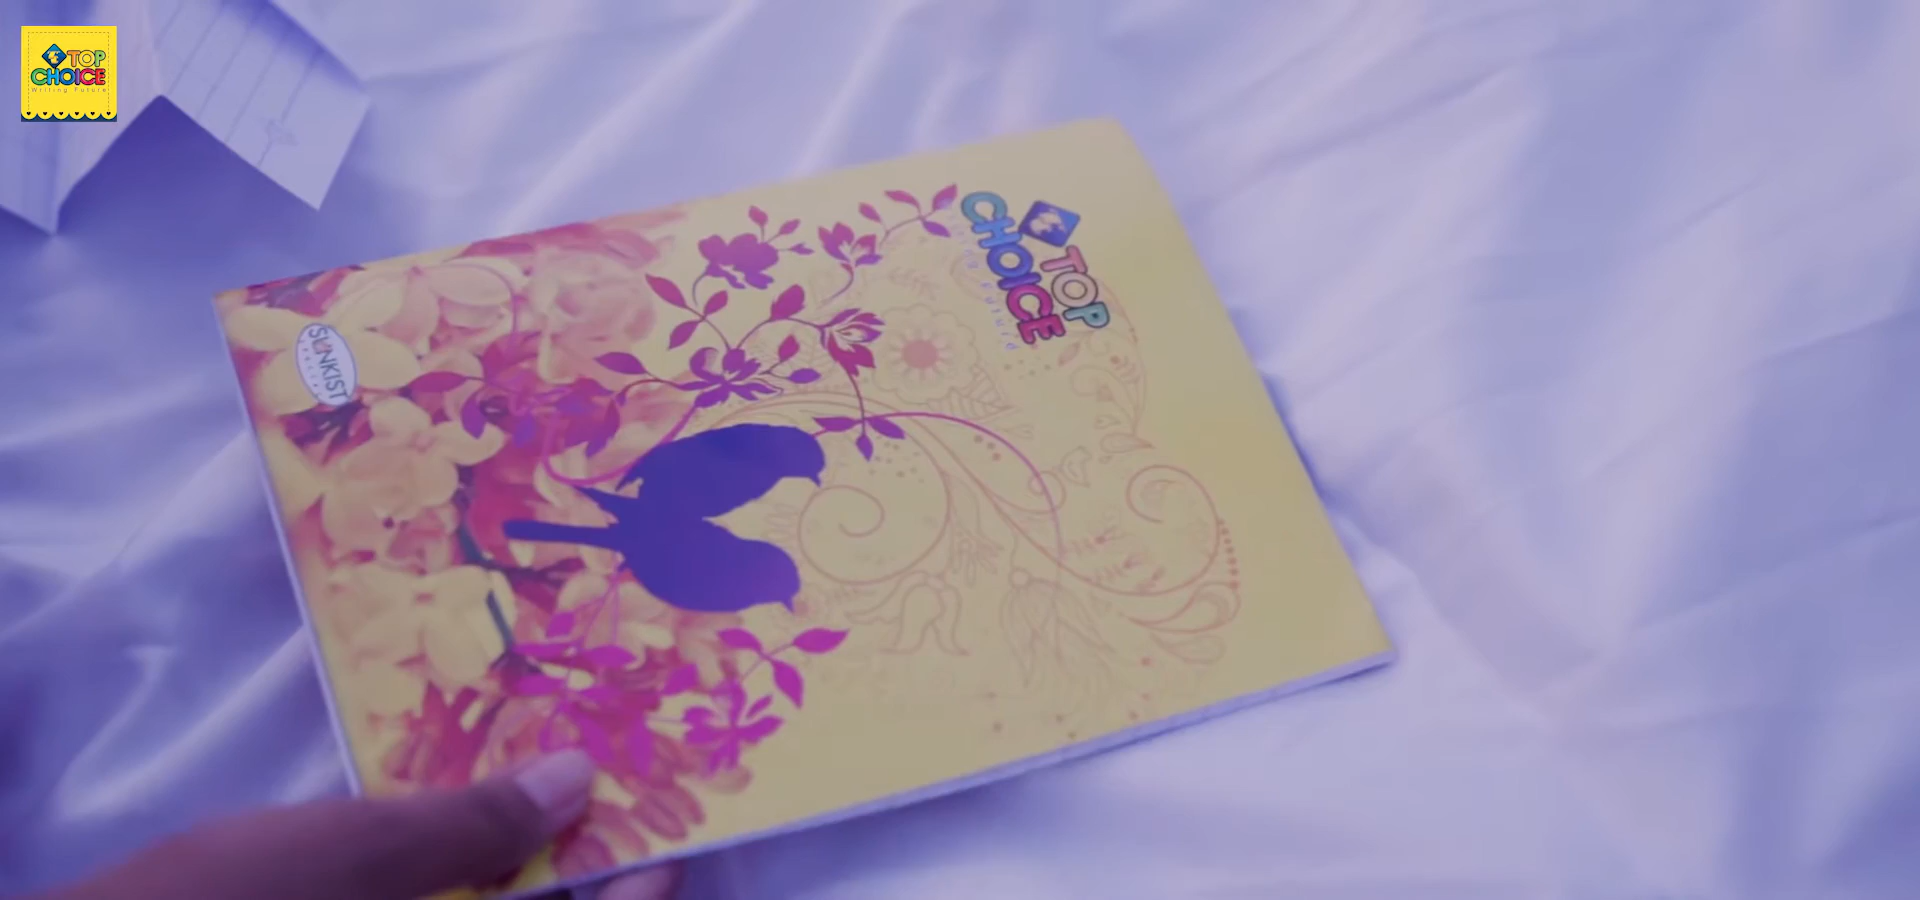 TOP
CHOICE
Writing Future
TOP
CHOICE
SUNKIST